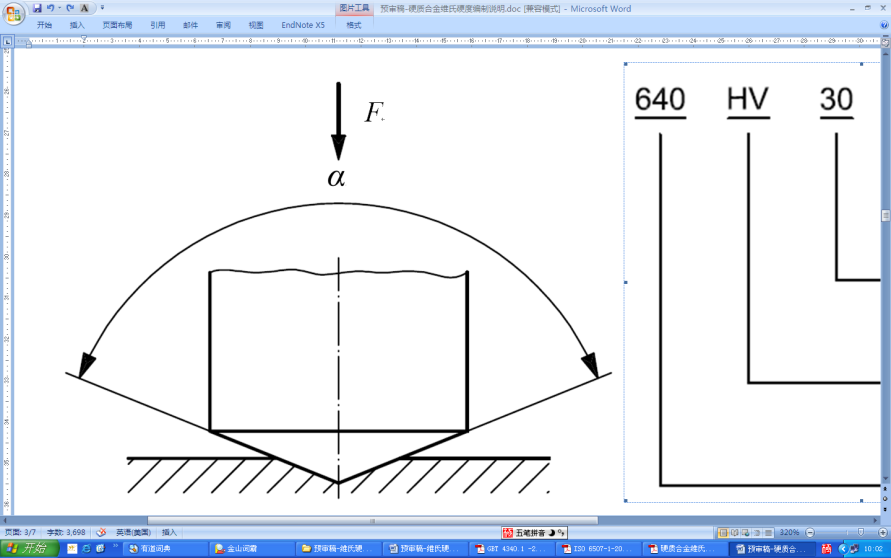 图片工具
预审稿-硬质合金维氏硬度编制说明.doc [兼容模式] - Microsoft Word
开始 插入 页面布局 引用 邮件 审阅 视图 EndNote X5 格式
F
α
640 HV 30
页面: 3/7 字数: 3,698 英语(美国) 插入
五笔拼音
320%
开始 有道词典 金山词霸 预审稿-维氏硬... 预审稿-维氏硬... GBT 4340.1 -2... ISO 6507-1-20... 硬质合金维氏... 预审稿-硬质合...